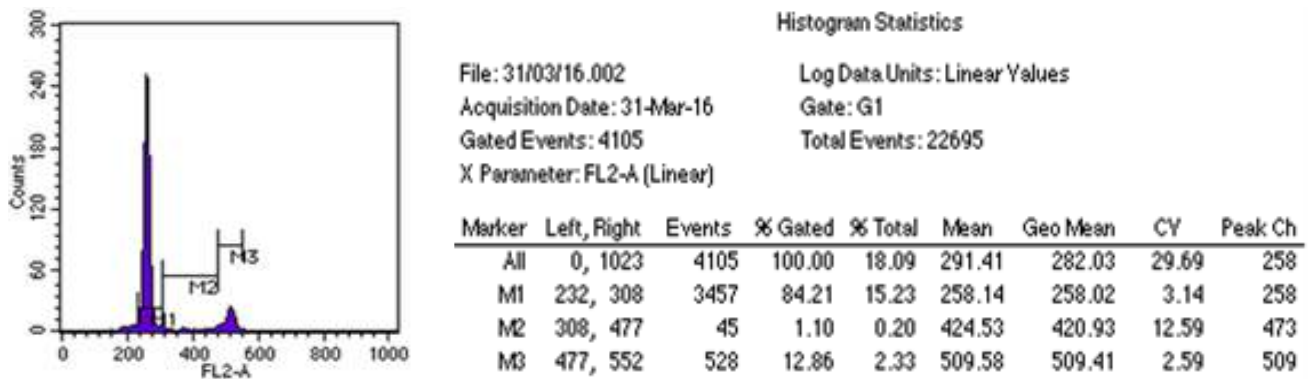 Histogram Statistics
File: 31/03/16.002 Log Data Units: Linear Values
Acquisition Date: 31-Mar-16 Gate: G1
Gated Events: 4105 Total Events: 22695
X Parameter: FL2-A (Linear)
Marker Left, Right Events % Gated % Total Mean Geo Mean CV Peak Ch
All 0, 1023 4105 100.00 18.09 291.41 282.03 29.69 258
M1 232, 308 3457 84.21 15.23 258.14 258.02 3.14 258
M2 308, 477 45 1.10 0.20 424.53 420.93 12.59 473
M3 477, 552 528 12.86 2.33 509.58 509.41 2.59 509
300
240
180
120
60
0
Counts
M3
M2
0 200 400 600 800 1000
FL2-A